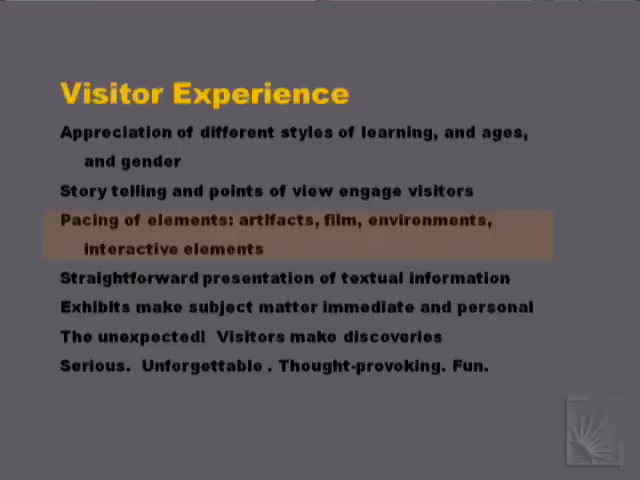 Visitor Experience
Appreciation of different styles of learning, and ages,
and gender
Story telling and points of view engage visitors
Pacing of elements: artifacts, film, environments,
interactive elements
Straightforward presentation of textual information
Exhibits make subject matter immediate and personal
The unexpected!  Visitors make discoveries
Serious.  Unforgettable . Thought-provoking. Fun.